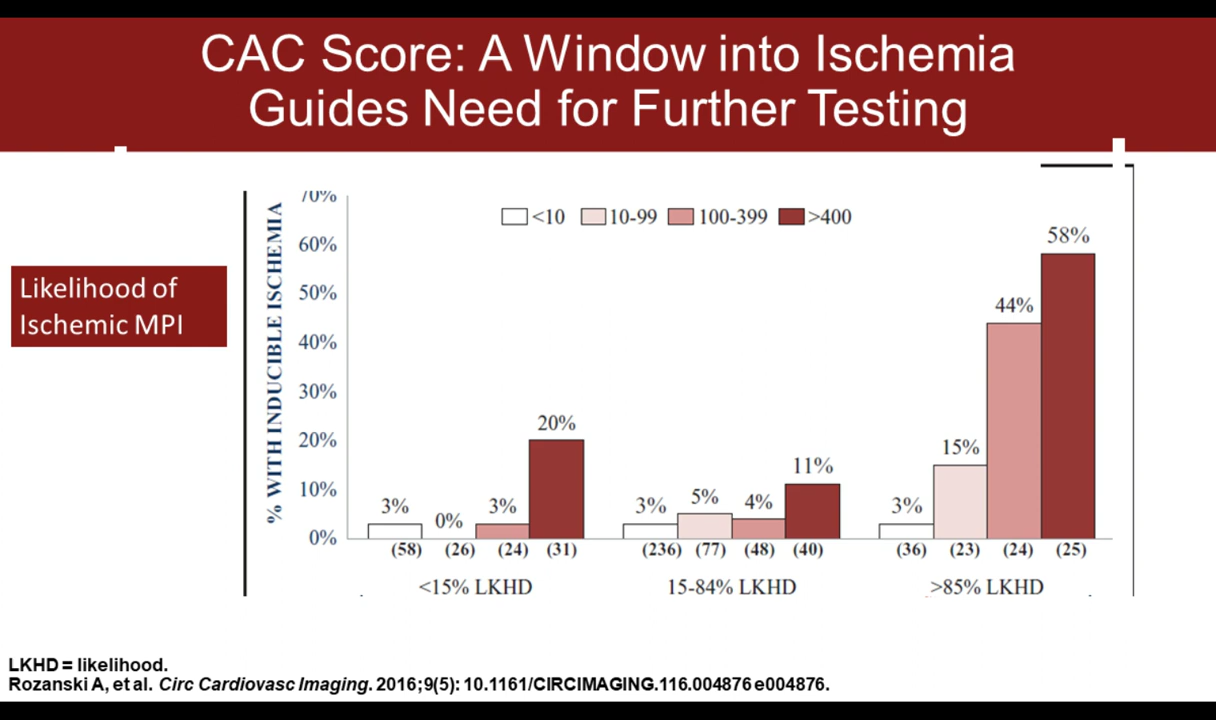 CAC Score: A Window into Ischemia
Guides Need for Further Testing
Likelihood of
Ischemic MPI
% WITH INDUCIBLE ISCHEMIA
70%
60%
50%
40%
30%
20%
10%
0%
<10 10-99 100-399 >400
3% 0% 3% 20%
3% 5% 4% 11%
3% 15% 44% 58%
(58) (26) (24) (31) (236) (77) (48) (40) (36) (23) (24) (25)
<15% LKHD 15-84% LKHD >85% LKHD
LKHD = likelihood.
Rozanski A, et al. Circ Cardiovasc Imaging. 2016;9(5): 10.1161/CIRCIMAGING.116.004876 e004876.